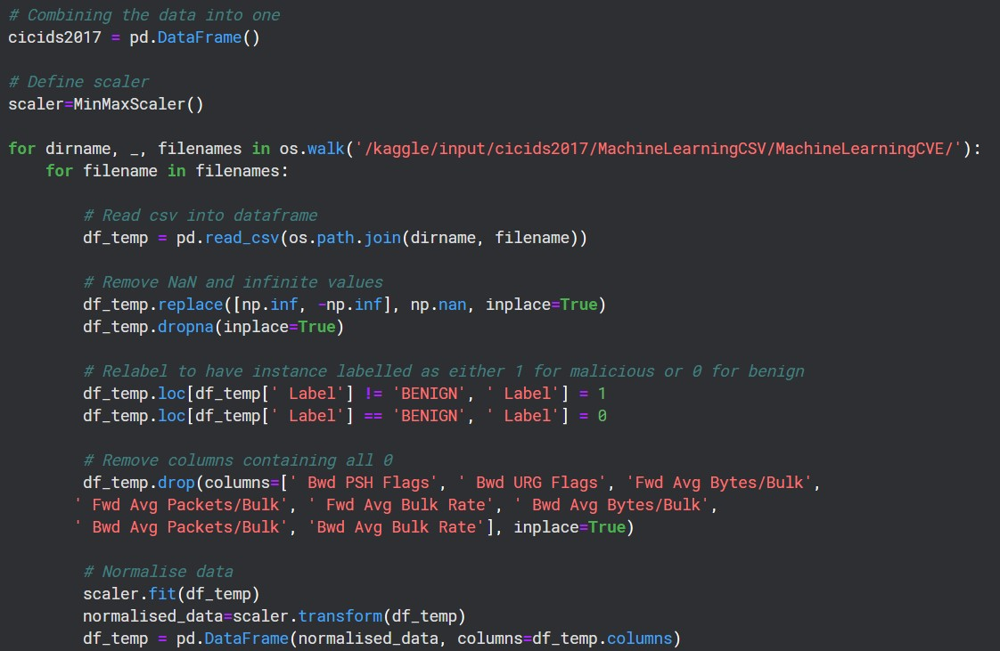 # Combining the data into one
cicids2017 = pd.DataFrame()
# Define scaler
scaler=MinMaxScaler()
for dirname, _, filenames in os.walk('/kaggle/input/cicids2017/MachineLearningCSV/MachineLearningCVE/'):
    for filename in filenames:
        # Read csv into dataframe
        df_temp = pd.read_csv(os.path.join(dirname, filename))
        # Remove NaN and infinite values
        df_temp.replace([np.inf, -np.inf], np.nan, inplace=True)
        df_temp.dropna(inplace=True)
        # Relabel to have instance labelled as either 1 for malicious or 0 for benign
        df_temp.loc[df_temp[' Label'] != 'BENIGN', ' Label'] = 1
        df_temp.loc[df_temp[' Label'] == 'BENIGN', ' Label'] = 0
        # Remove columns containing all 0
        df_temp.drop(columns=[' Bwd PSH Flags', ' Bwd URG Flags', 'Fwd Avg Bytes/Bulk',
       ' Fwd Avg Packets/Bulk', ' Fwd Avg Bulk Rate', ' Bwd Avg Bytes/Bulk',
       ' Bwd Avg Packets/Bulk', 'Bwd Avg Bulk Rate'], inplace=True)
        # Normalise data
        scaler.fit(df_temp)
        normalised_data=scaler.transform(df_temp)
        df_temp = pd.DataFrame(normalised_data, columns=df_temp.columns)